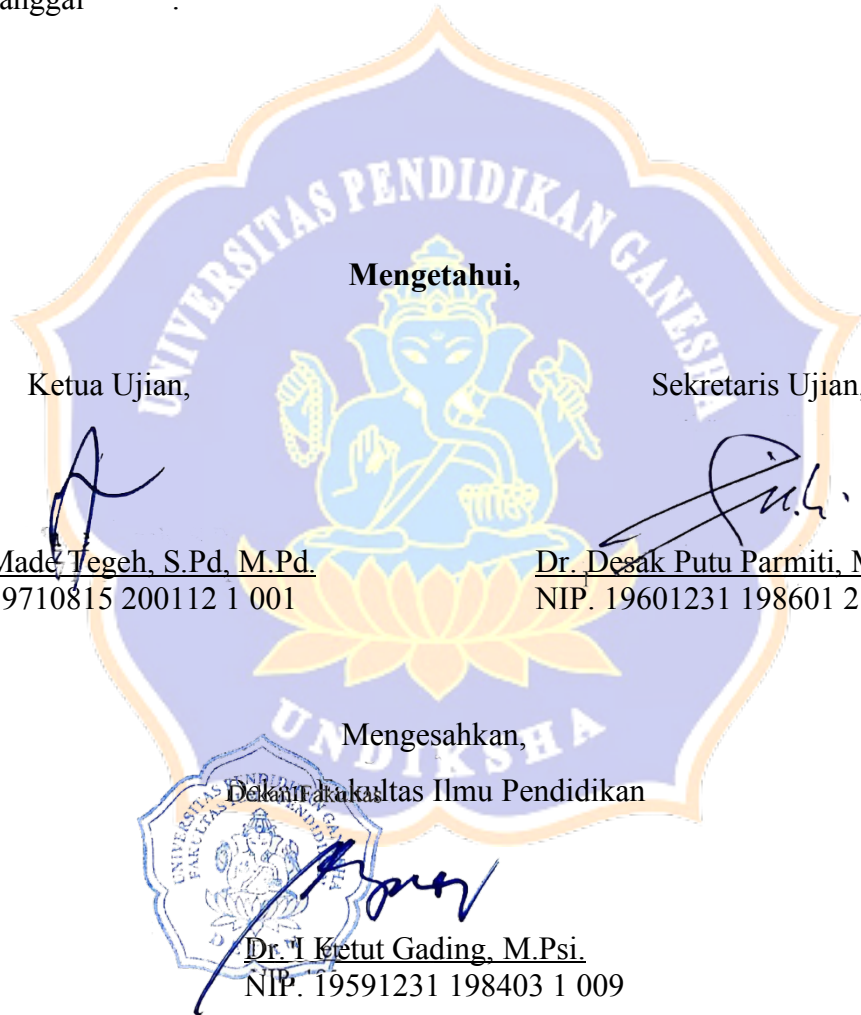 anggal :
UNIVERSITAS PENDIDIKAN GANESHA
Mengetahui,
Ketua Ujian, Sekretaris Ujian,
Made Tegeh, S.Pd, M.Pd. Dr. Desak Putu Parmiti, M
9710815 200112 1 001 NIP. 19601231 198601 2
UNDIKSHA
Mengesahkan,
Dekan Fakultas Ilmu Pendidikan
Dr. I Ketut Gading, M.Psi.
NIP. 19591231 198403 1 009